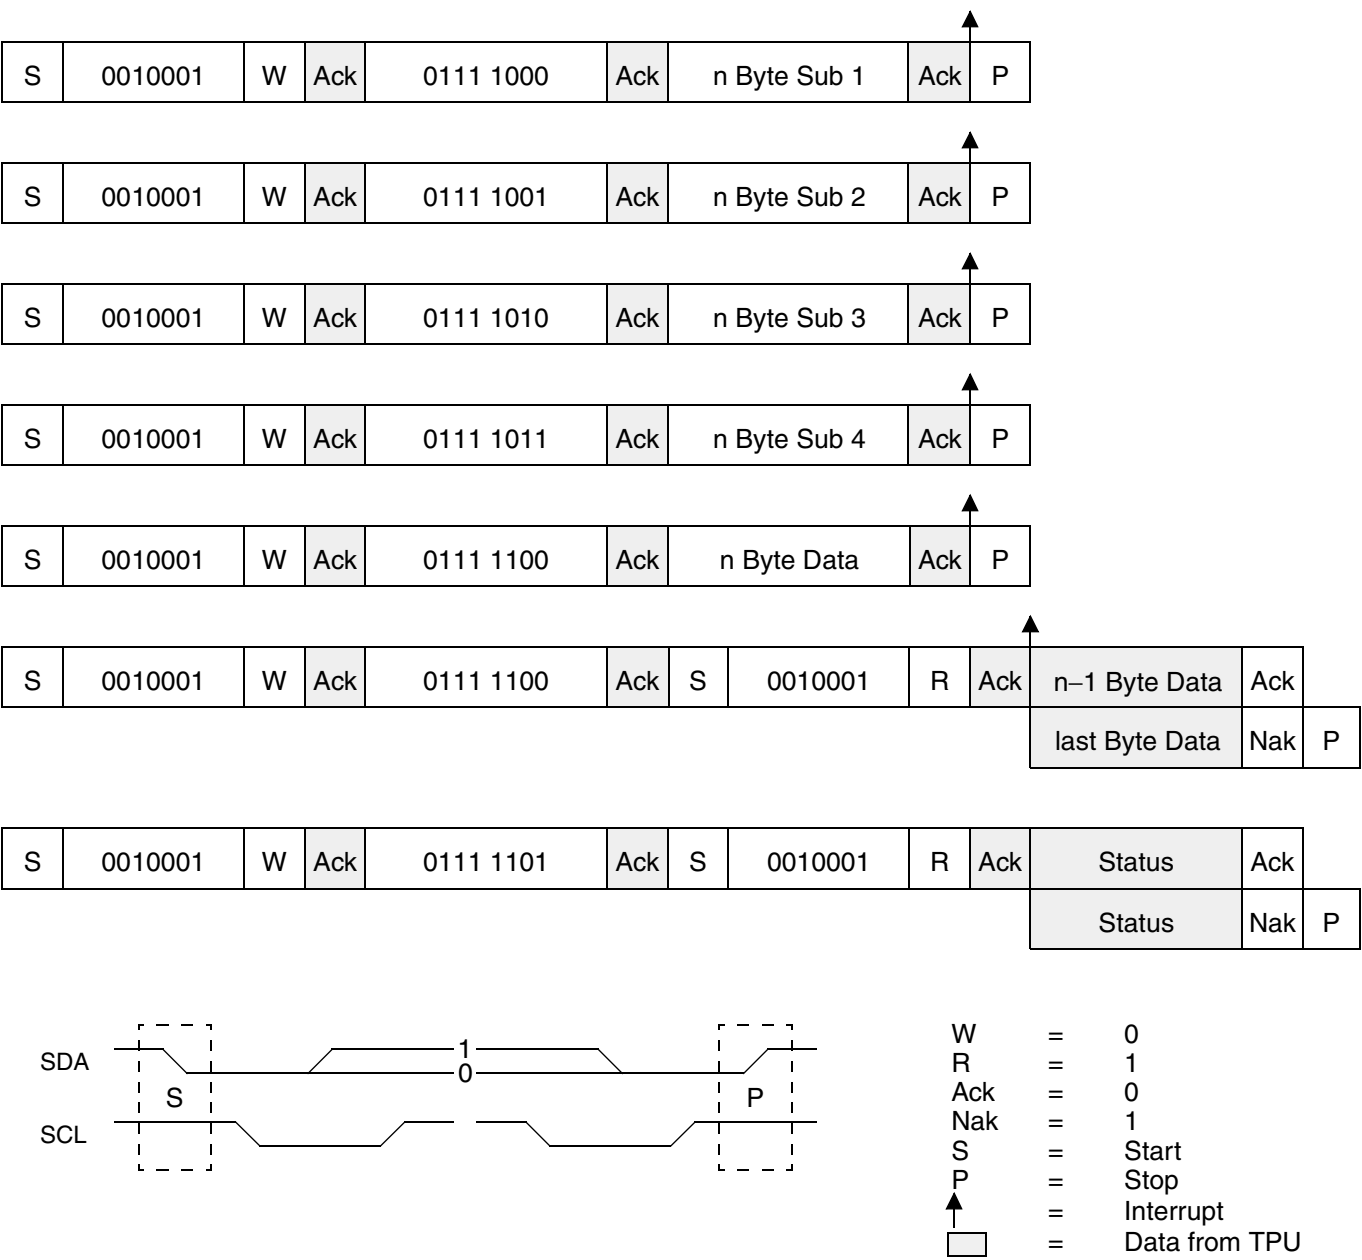 S 0010001 W Ack 0111 1000 Ack n Byte Sub 1 Ack P
S 0010001 W Ack 0111 1001 Ack n Byte Sub 2 Ack P
S 0010001 W Ack 0111 1010 Ack n Byte Sub 3 Ack P
S 0010001 W Ack 0111 1011 Ack n Byte Sub 4 Ack P
S 0010001 W Ack 0111 1100 Ack n Byte Data Ack P
S 0010001 W Ack 0111 1100 Ack S 0010001 R Ack n–1 Byte Data Ack
last Byte Data Nak P
S 0010001 W Ack 0111 1101 Ack S 0010001 R Ack Status Ack
Status Nak P
SDA 1
0
S P
SCL
W = 0
R = 1
Ack = 0
Nak = 1
S = Start
P = Stop
= Interrupt
= Data from TPU